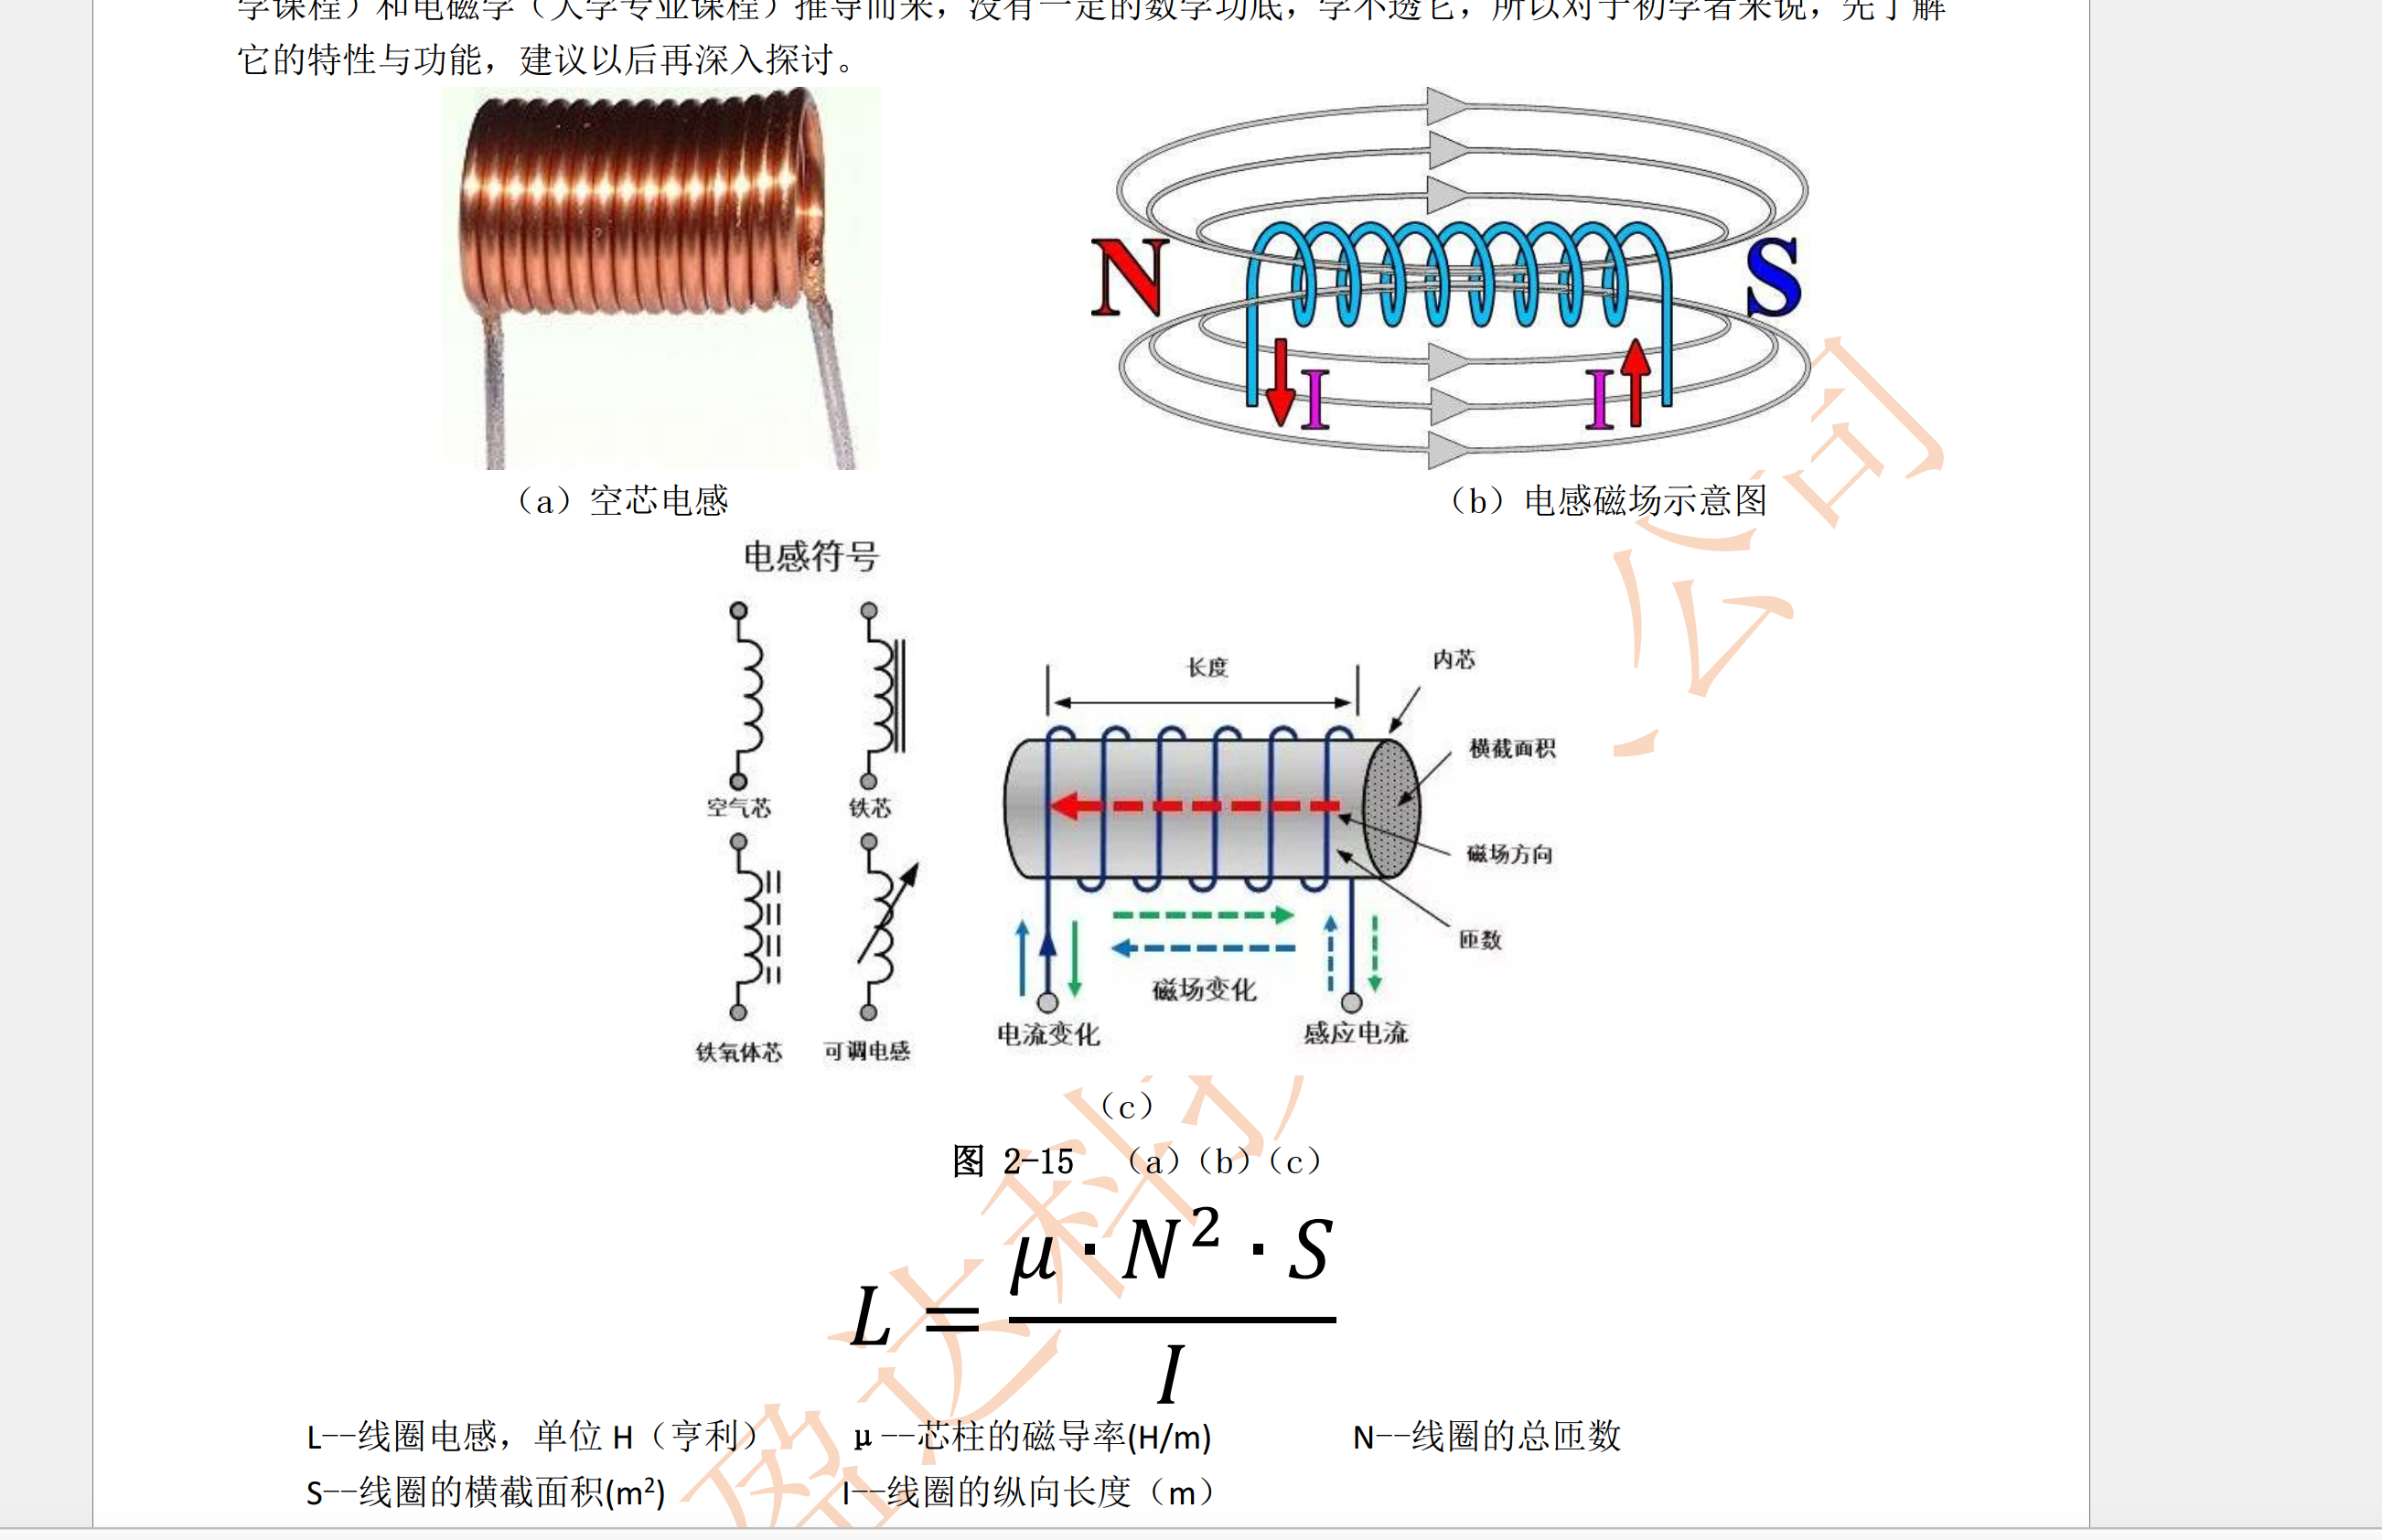 学课程）和电磁学（大学专业课程）推导而来，没有一定的数学功底，学不透它，所以对于初学者来说，先了解
它的特性与功能，建议以后再深入探讨。
N
S
I
I
（a）空芯电感
（b）电感磁场示意图
电感符号
空气芯
铁芯
铁氧体芯
可调电感
长度
内芯
横截面积
磁场方向
匝数
磁场变化
电流变化
感应电流
（c）
图 2-15 （a）（b）（c）
L = μ · N² · S / I
L--线圈电感，单位 H（亨利） μ--芯柱的磁导率(H/m) N--线圈的总匝数
S--线圈的横截面积(m²) I--线圈的纵向长度（m）
盈达科技
公司